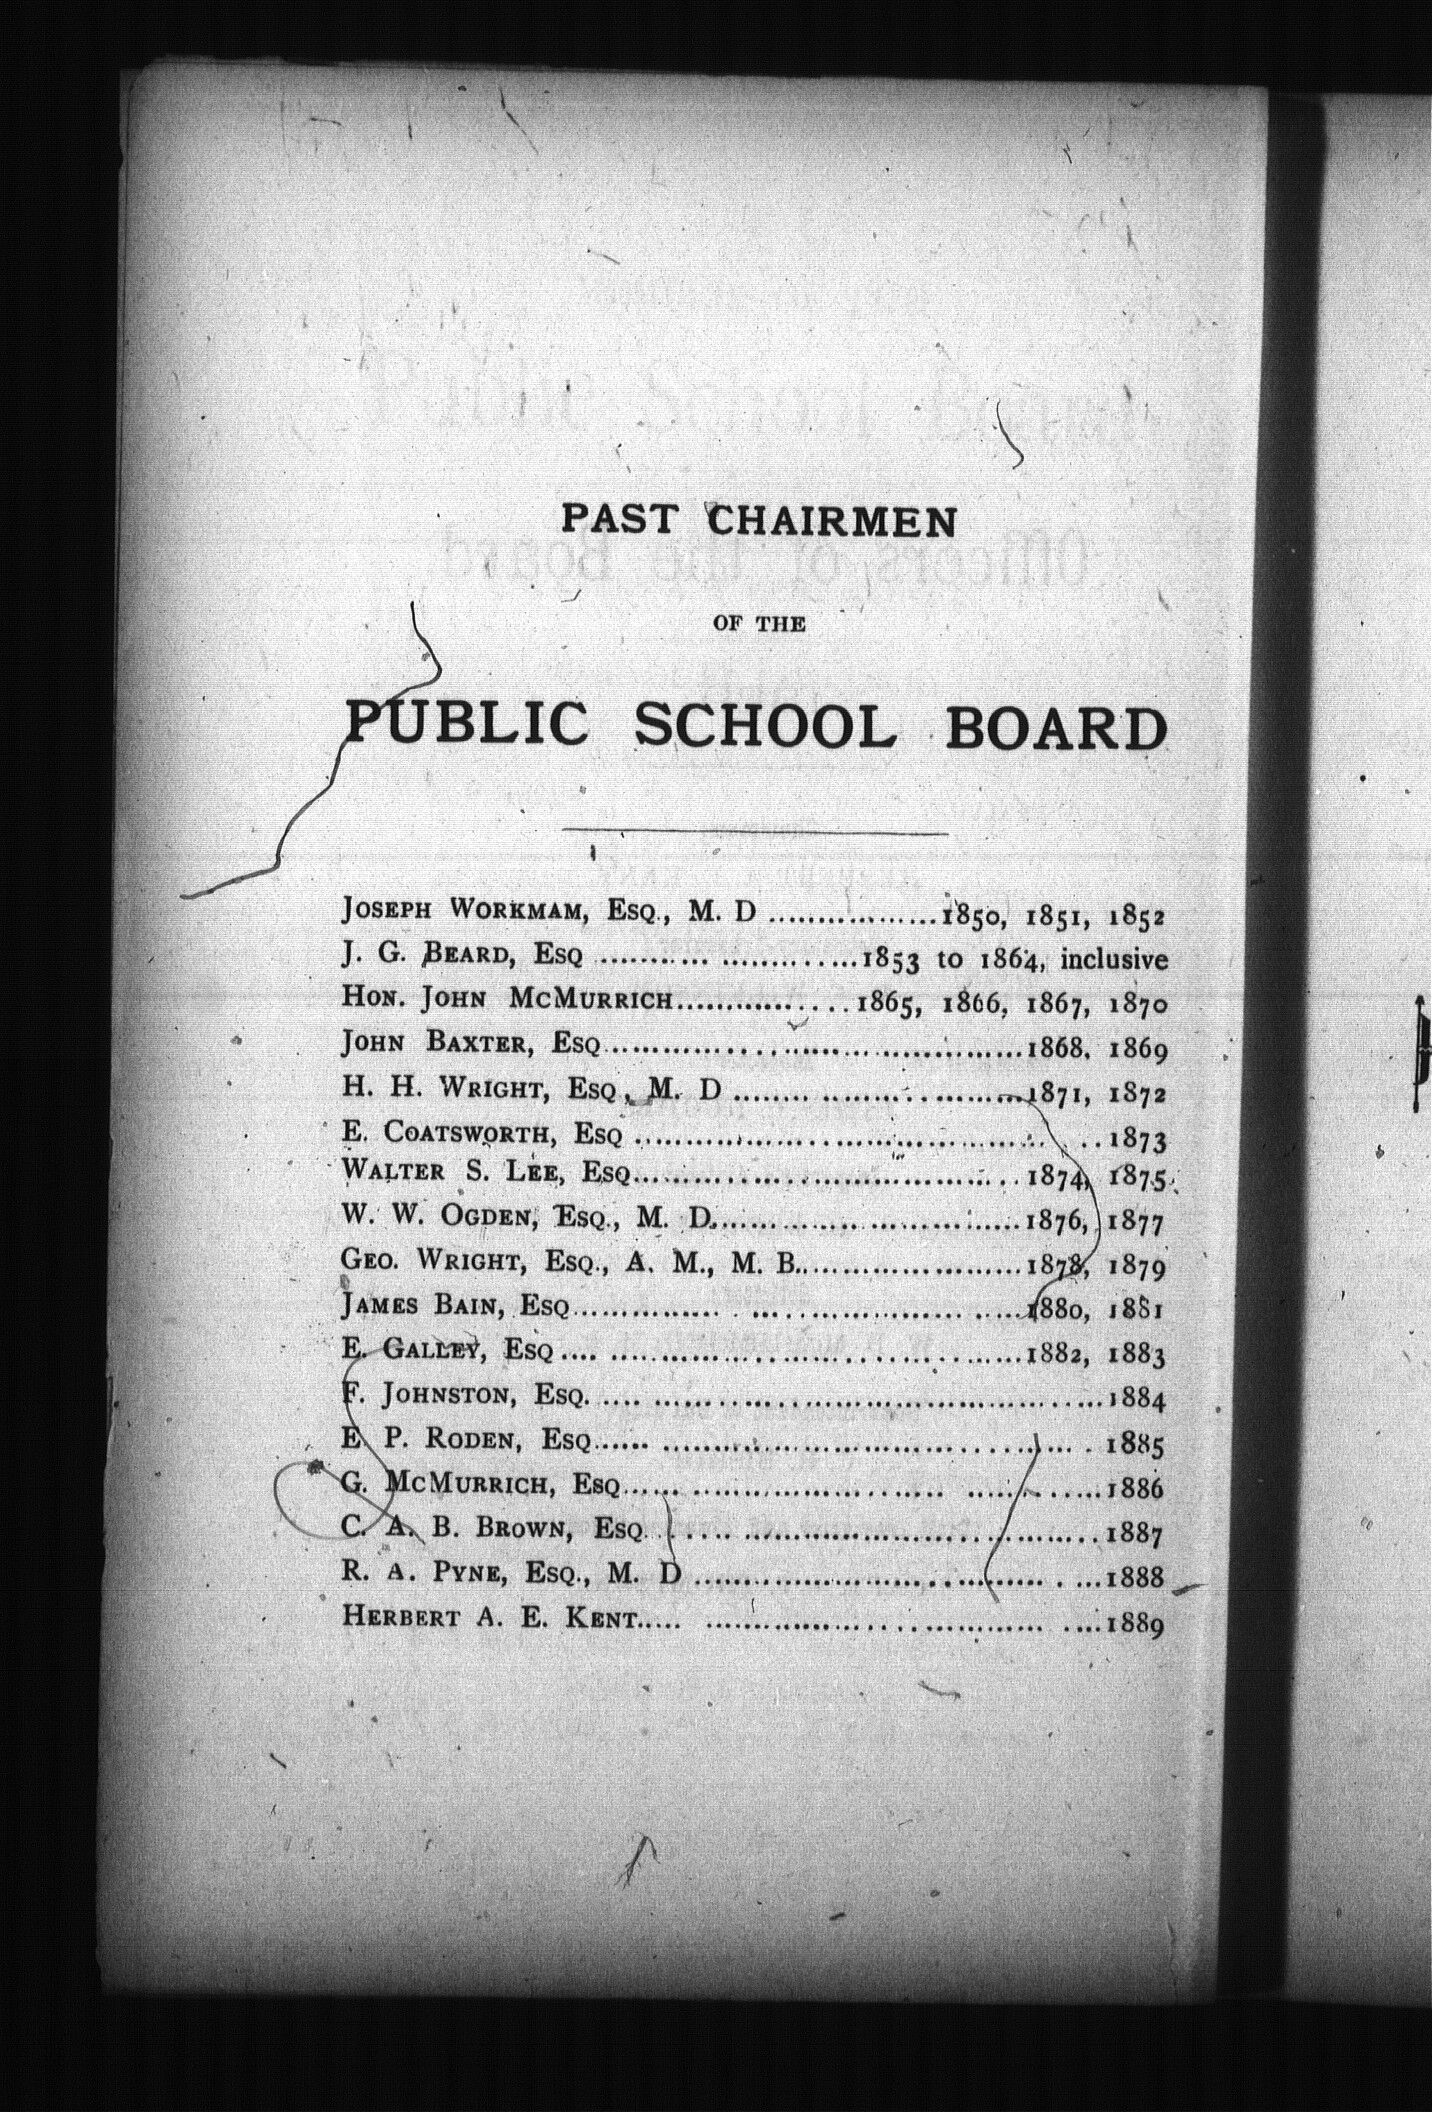 PAST CHAIRMEN
OF THE
PUBLIC SCHOOL BOARD
JOSEPH WORKMAM, ESQ., M. D ................. 1850, 1851, 1852
J. G. BEARD, ESQ ......................... 1853 to 1864, inclusive
HON. JOHN MCMURRICH................ 1865, 1866, 1867, 1870
JOHN BAXTER, ESQ........................................ 1868, 1869
H. H. WRIGHT, ESQ., M. D ............................ 1871, 1872
E. COATSWORTH, ESQ ........................................ 1873
WALTER S. LEE, ESQ.................................... 1874, 1875
W. W. OGDEN, ESQ., M. D............................. 1876, 1877
GEO. WRIGHT, ESQ., A. M., M. B...................... 1878, 1879
JAMES BAIN, ESQ........................................ 1880, 1881
E. GALLEY, ESQ ........................................ 1882, 1883
F. JOHNSTON, ESQ. ............................................ 1884
E. P. RODEN, ESQ............................................. 1885
G. MCMURRICH, ESQ.......................................... 1886
C. A. B. BROWN, ESQ........................................ 1887
R. A. PYNE, ESQ., M. D ..................................... 1888
HERBERT A. E. KENT.......................................... 1889